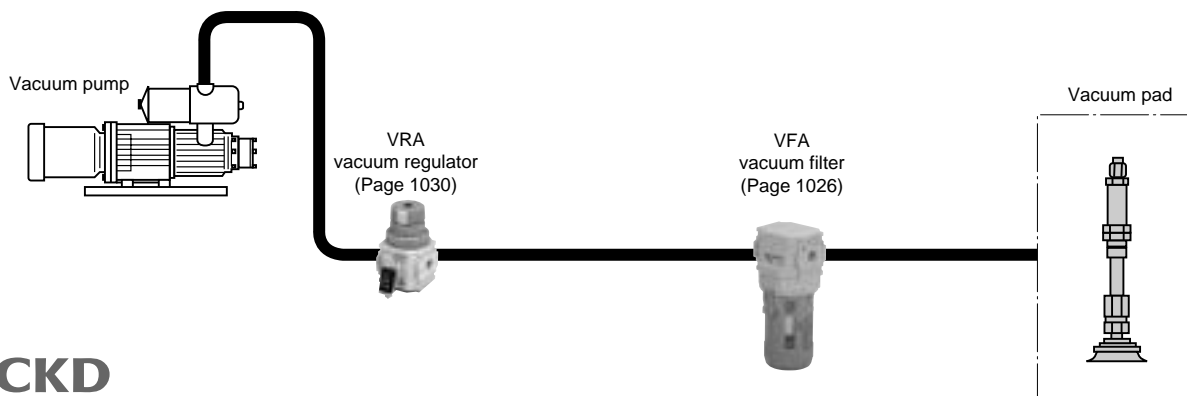 Vacuum pump
VRA
vacuum regulator
(Page 1030)
VFA
vacuum filter
(Page 1026)
Vacuum pad
CKD